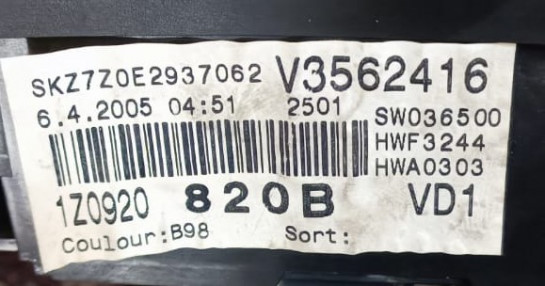 SKZ7Z0E2937062 V3562416
6.4.2005 04:51 2501 SW036500
HWF3244
HWA0303
1Z0920 820B VD1
Coulour:B98 Sort: